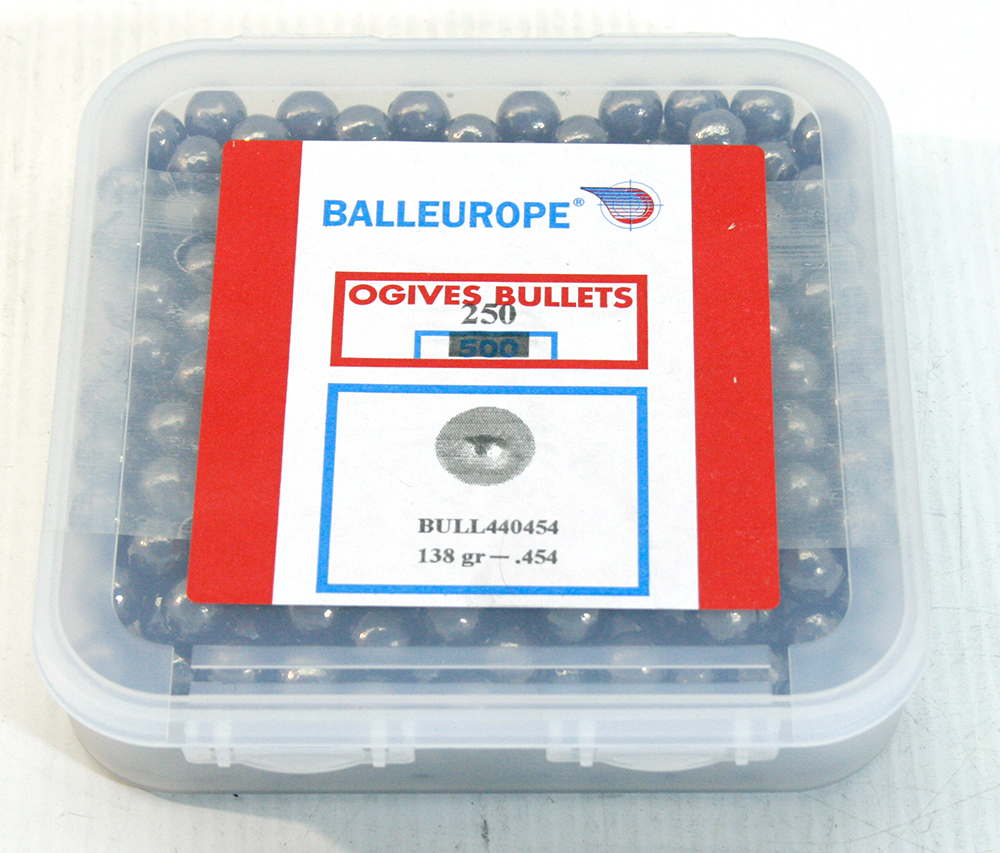 BALLEUROPE®
OGIVES BULLETS
250
500
BULL440454
138 gr – .454